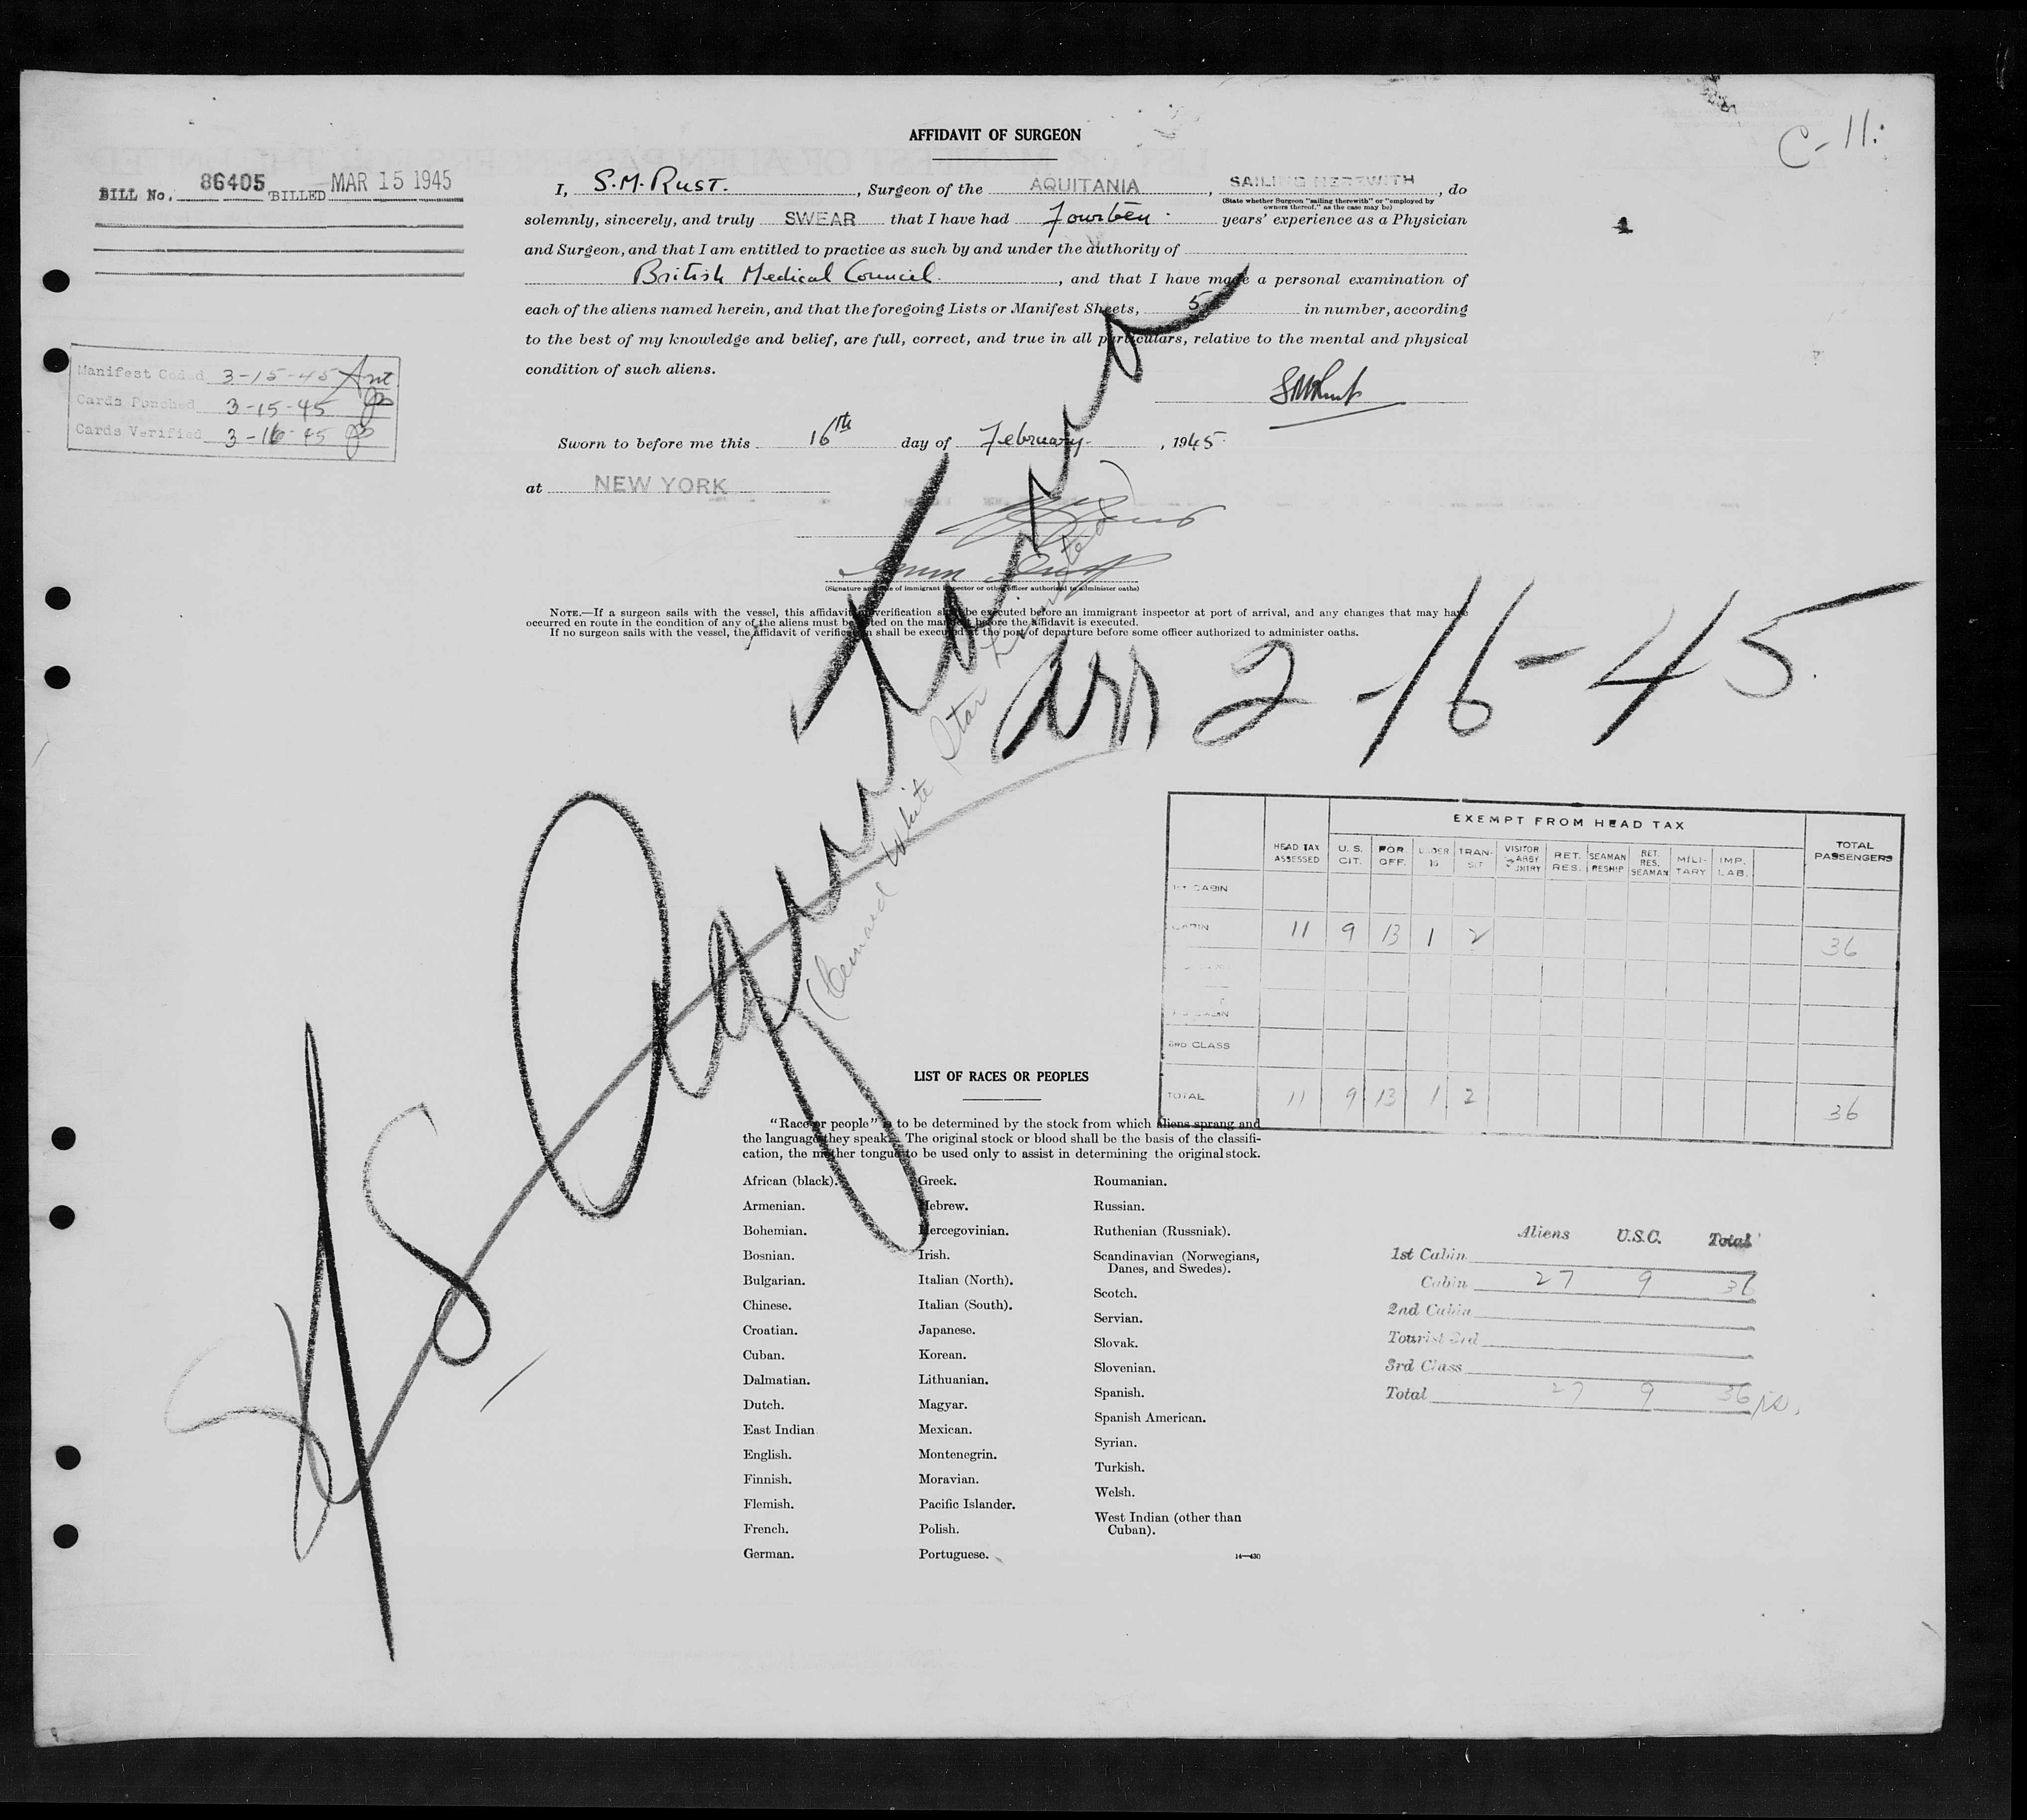 AFFIDAVIT OF SURGEON
C-11:
BILL No. 86405 BILLED MAR 15 1945
I, S.M. RUST. , Surgeon of the AQUITANIA , SAILING HEREWITH , do
(State whether Surgeon "sailing therewith" or "employed by
owners thereof," as the case may be)
solemnly, sincerely, and truly SWEAR that I have had Fourteen years' experience as a Physician
1
and Surgeon, and that I am entitled to practice as such by and under the authority of
British Medical Council. , and that I have made a personal examination of
each of the aliens named herein, and that the foregoing Lists or Manifest Sheets, 5 in number, according
to the best of my knowledge and belief, are full, correct, and true in all particulars, relative to the mental and physical
condition of such aliens.
SMRust
Manifest Coded 3-15-45
Cards Punched 3-15-45
Cards Verified 3-16-45
Sworn to before me this 16th day of February , 1945
at NEW YORK
(Signature and title of immigrant inspector or other officer authorized to administer oaths)
NOTE.—If a surgeon sails with the vessel, this affidavit of verification shall be executed before an immigrant inspector at port of arrival, and any changes that may have
occurred en route in the condition of any of the aliens must be noted on the manifest before the affidavit is executed.
If no surgeon sails with the vessel, the affidavit of verification shall be executed at the port of departure before some officer authorized to administer oaths.
SS Aquitania
(Cunard White Star Limited)
arr 2-16-45
EXEMPT FROM HEAD TAX
HEAD TAX ASSESSED U.S. CIT. FOR OFF. UNDER 16 TRANSIT VISITOR RET. RES. SEAMAN RESHIP RET. RES. SEAMAN MILITARY IMP. LAB. TOTAL PASSENGERS
1ST CABIN
CABIN 11 9 13 1 2 36
3RD CLASS
TOTAL 11 9 13 1 2 36
LIST OF RACES OR PEOPLES
"Race or people" is to be determined by the stock from which aliens sprang and
the language they speak. The original stock or blood shall be the basis of the classifi-
cation, the mother tongue to be used only to assist in determining the original stock.
African (black).
Armenian.
Bohemian.
Bosnian.
Bulgarian.
Chinese.
Croatian.
Cuban.
Dalmatian.
Dutch.
East Indian
English.
Finnish.
Flemish.
French.
German.
Greek.
Hebrew.
Hercegovinian.
Irish.
Italian (North).
Italian (South).
Japanese.
Korean.
Lithuanian.
Magyar.
Mexican.
Montenegrin.
Moravian.
Pacific Islander.
Polish.
Portuguese.
Roumanian.
Russian.
Ruthenian (Russniak).
Scandinavian (Norwegians,
Danes, and Swedes).
Scotch.
Servian.
Slovak.
Slovenian.
Spanish.
Spanish American.
Syrian.
Turkish.
Welsh.
West Indian (other than
Cuban).
14—430
Aliens U.S.C. Total
1st Cabin
Cabin 27 9 36
2nd Cabin
Tourist 3rd
3rd Class
Total 27 9 36